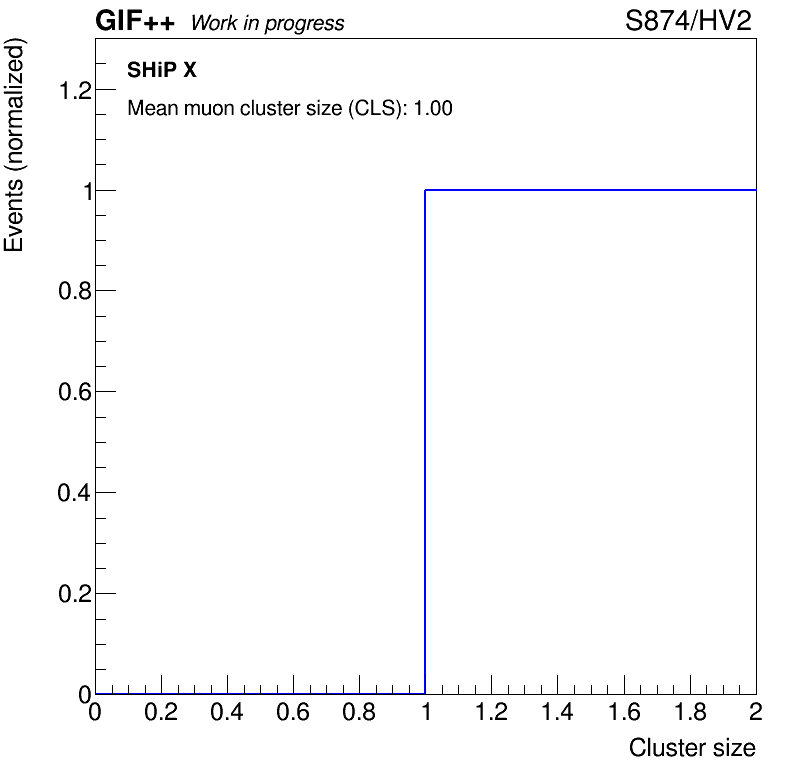 GIF++ Work in progress S874/HV2
SHiP X
Mean muon cluster size (CLS): 1.00
Events (normalized)
1.2
1
0.8
0.6
0.4
0.2
0
0 0.2 0.4 0.6 0.8 1 1.2 1.4 1.6 1.8 2
Cluster size